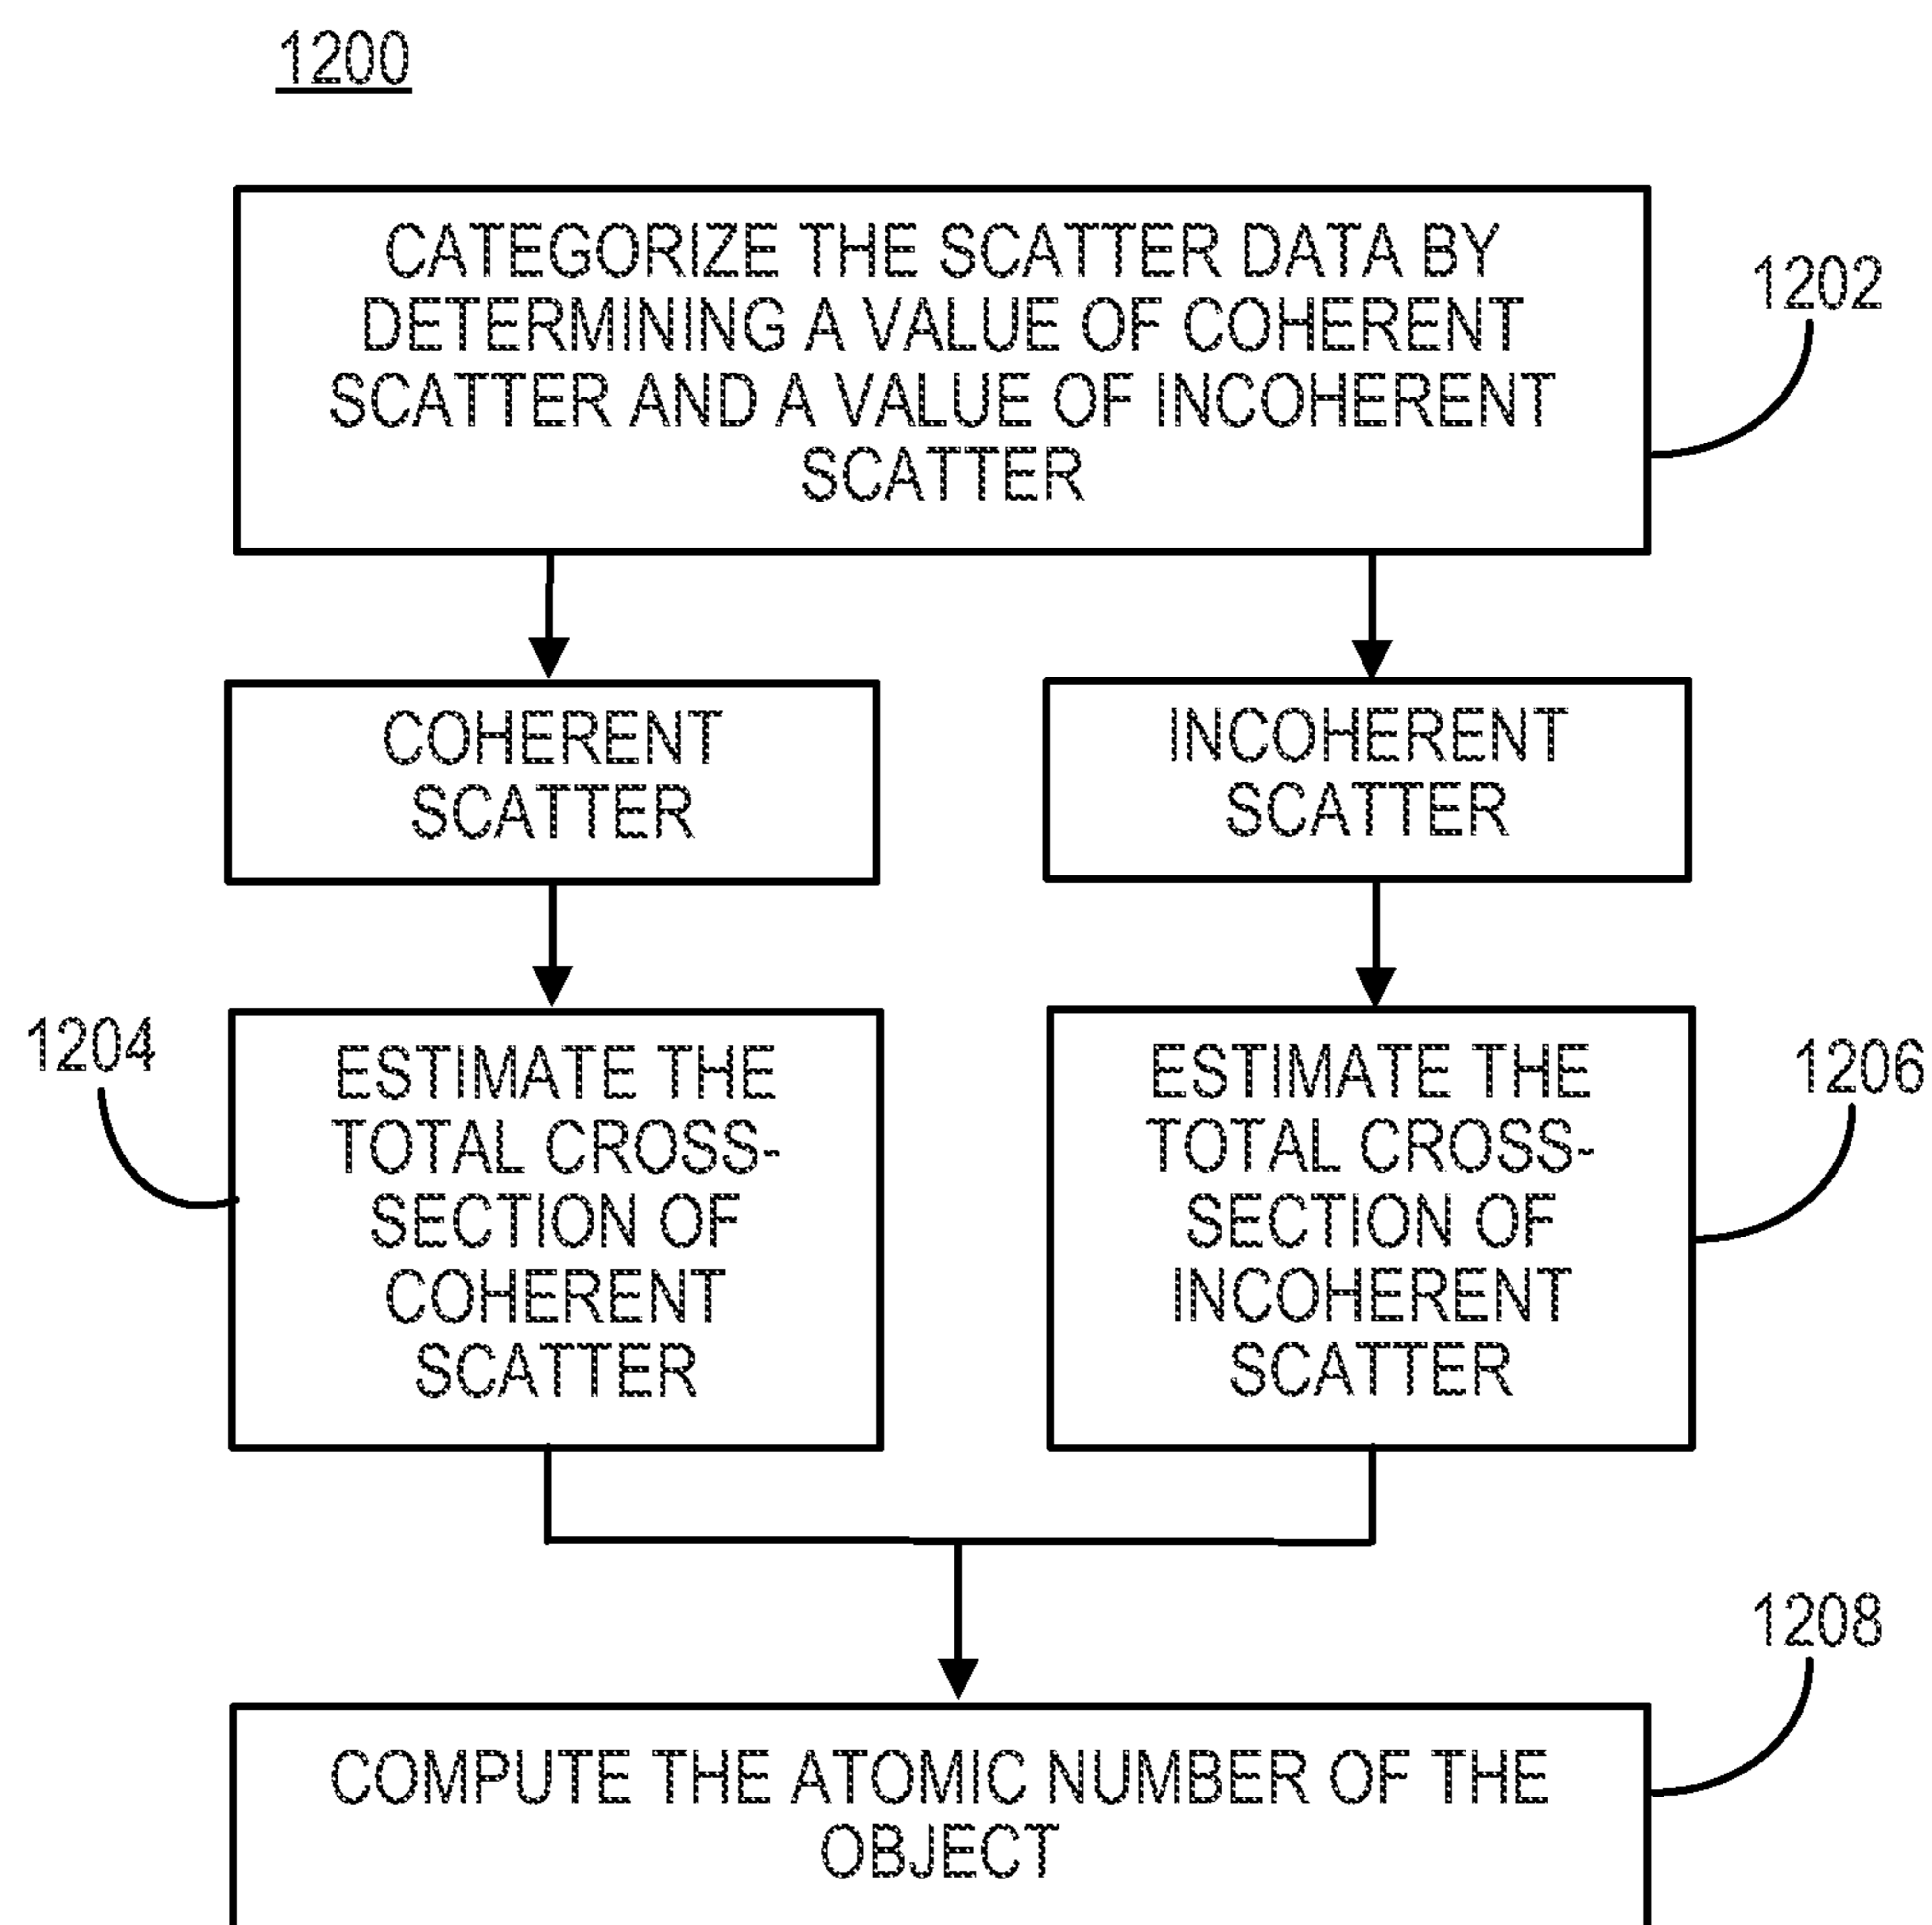 1200
CATEGORIZE THE SCATTER DATA BY
DETERMINING A VALUE OF COHERENT
SCATTER AND A VALUE OF INCOHERENT
SCATTER
1202
COHERENT
SCATTER
INCOHERENT
SCATTER
1204
ESTIMATE THE
TOTAL CROSS-
SECTION OF
COHERENT
SCATTER
ESTIMATE THE
TOTAL CROSS-
SECTION OF
INCOHERENT
SCATTER
1206
1208
COMPUTE THE ATOMIC NUMBER OF THE
OBJECT